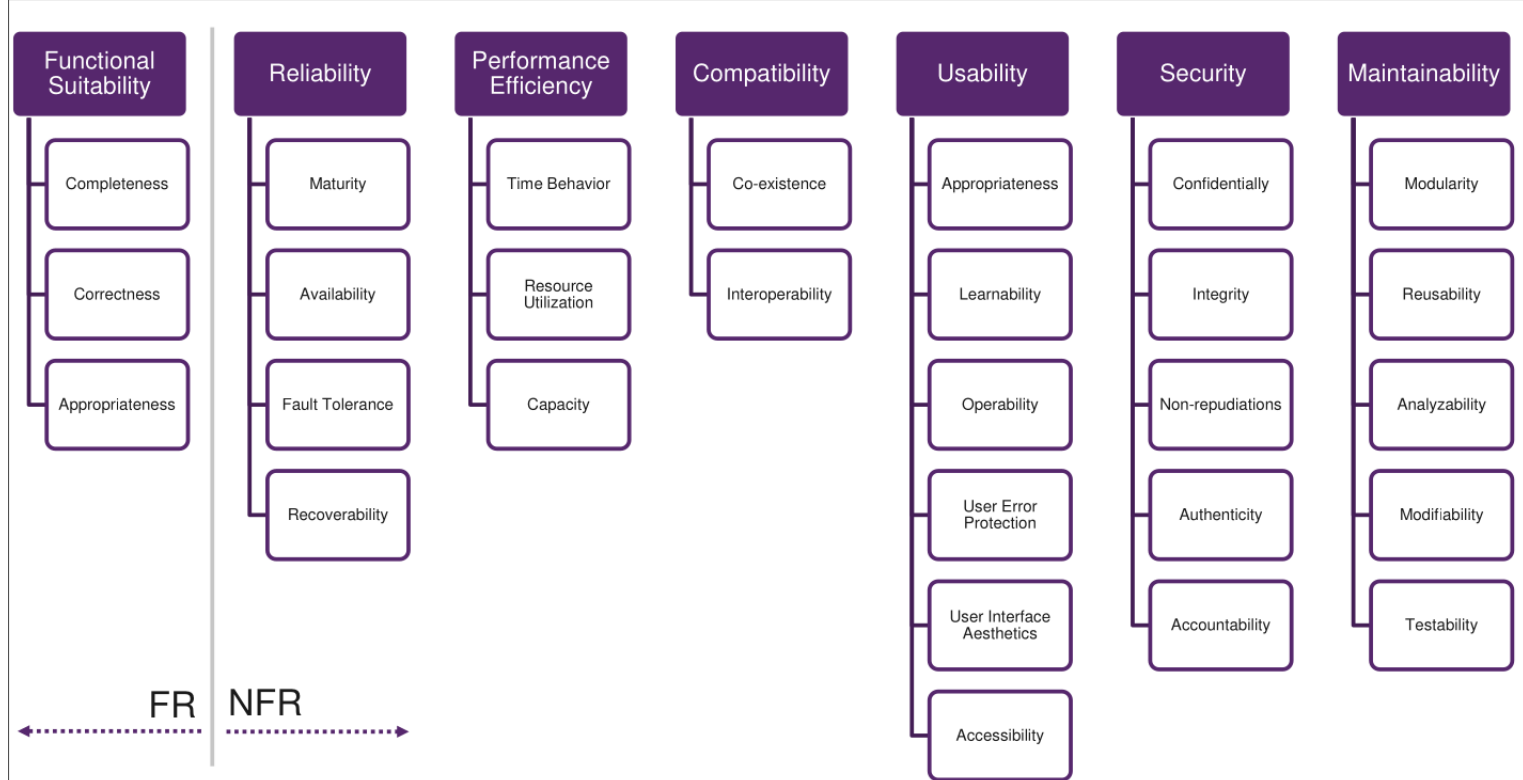 Functional
Suitability
Completeness
Correctness
Appropriateness
Reliability
Maturity
Availability
Fault Tolerance
Recoverability
Performance
Efficiency
Time Behavior
Resource
Utilization
Capacity
Compatibility
Co-existence
Interoperability
Usability
Appropriateness
Learnability
Operability
User Error
Protection
User Interface
Aesthetics
Accessibility
Security
Confidentially
Integrity
Non-repudiations
Authenticity
Accountability
Maintainability
Modularity
Reusability
Analyzability
Modifiability
Testability
FR
NFR